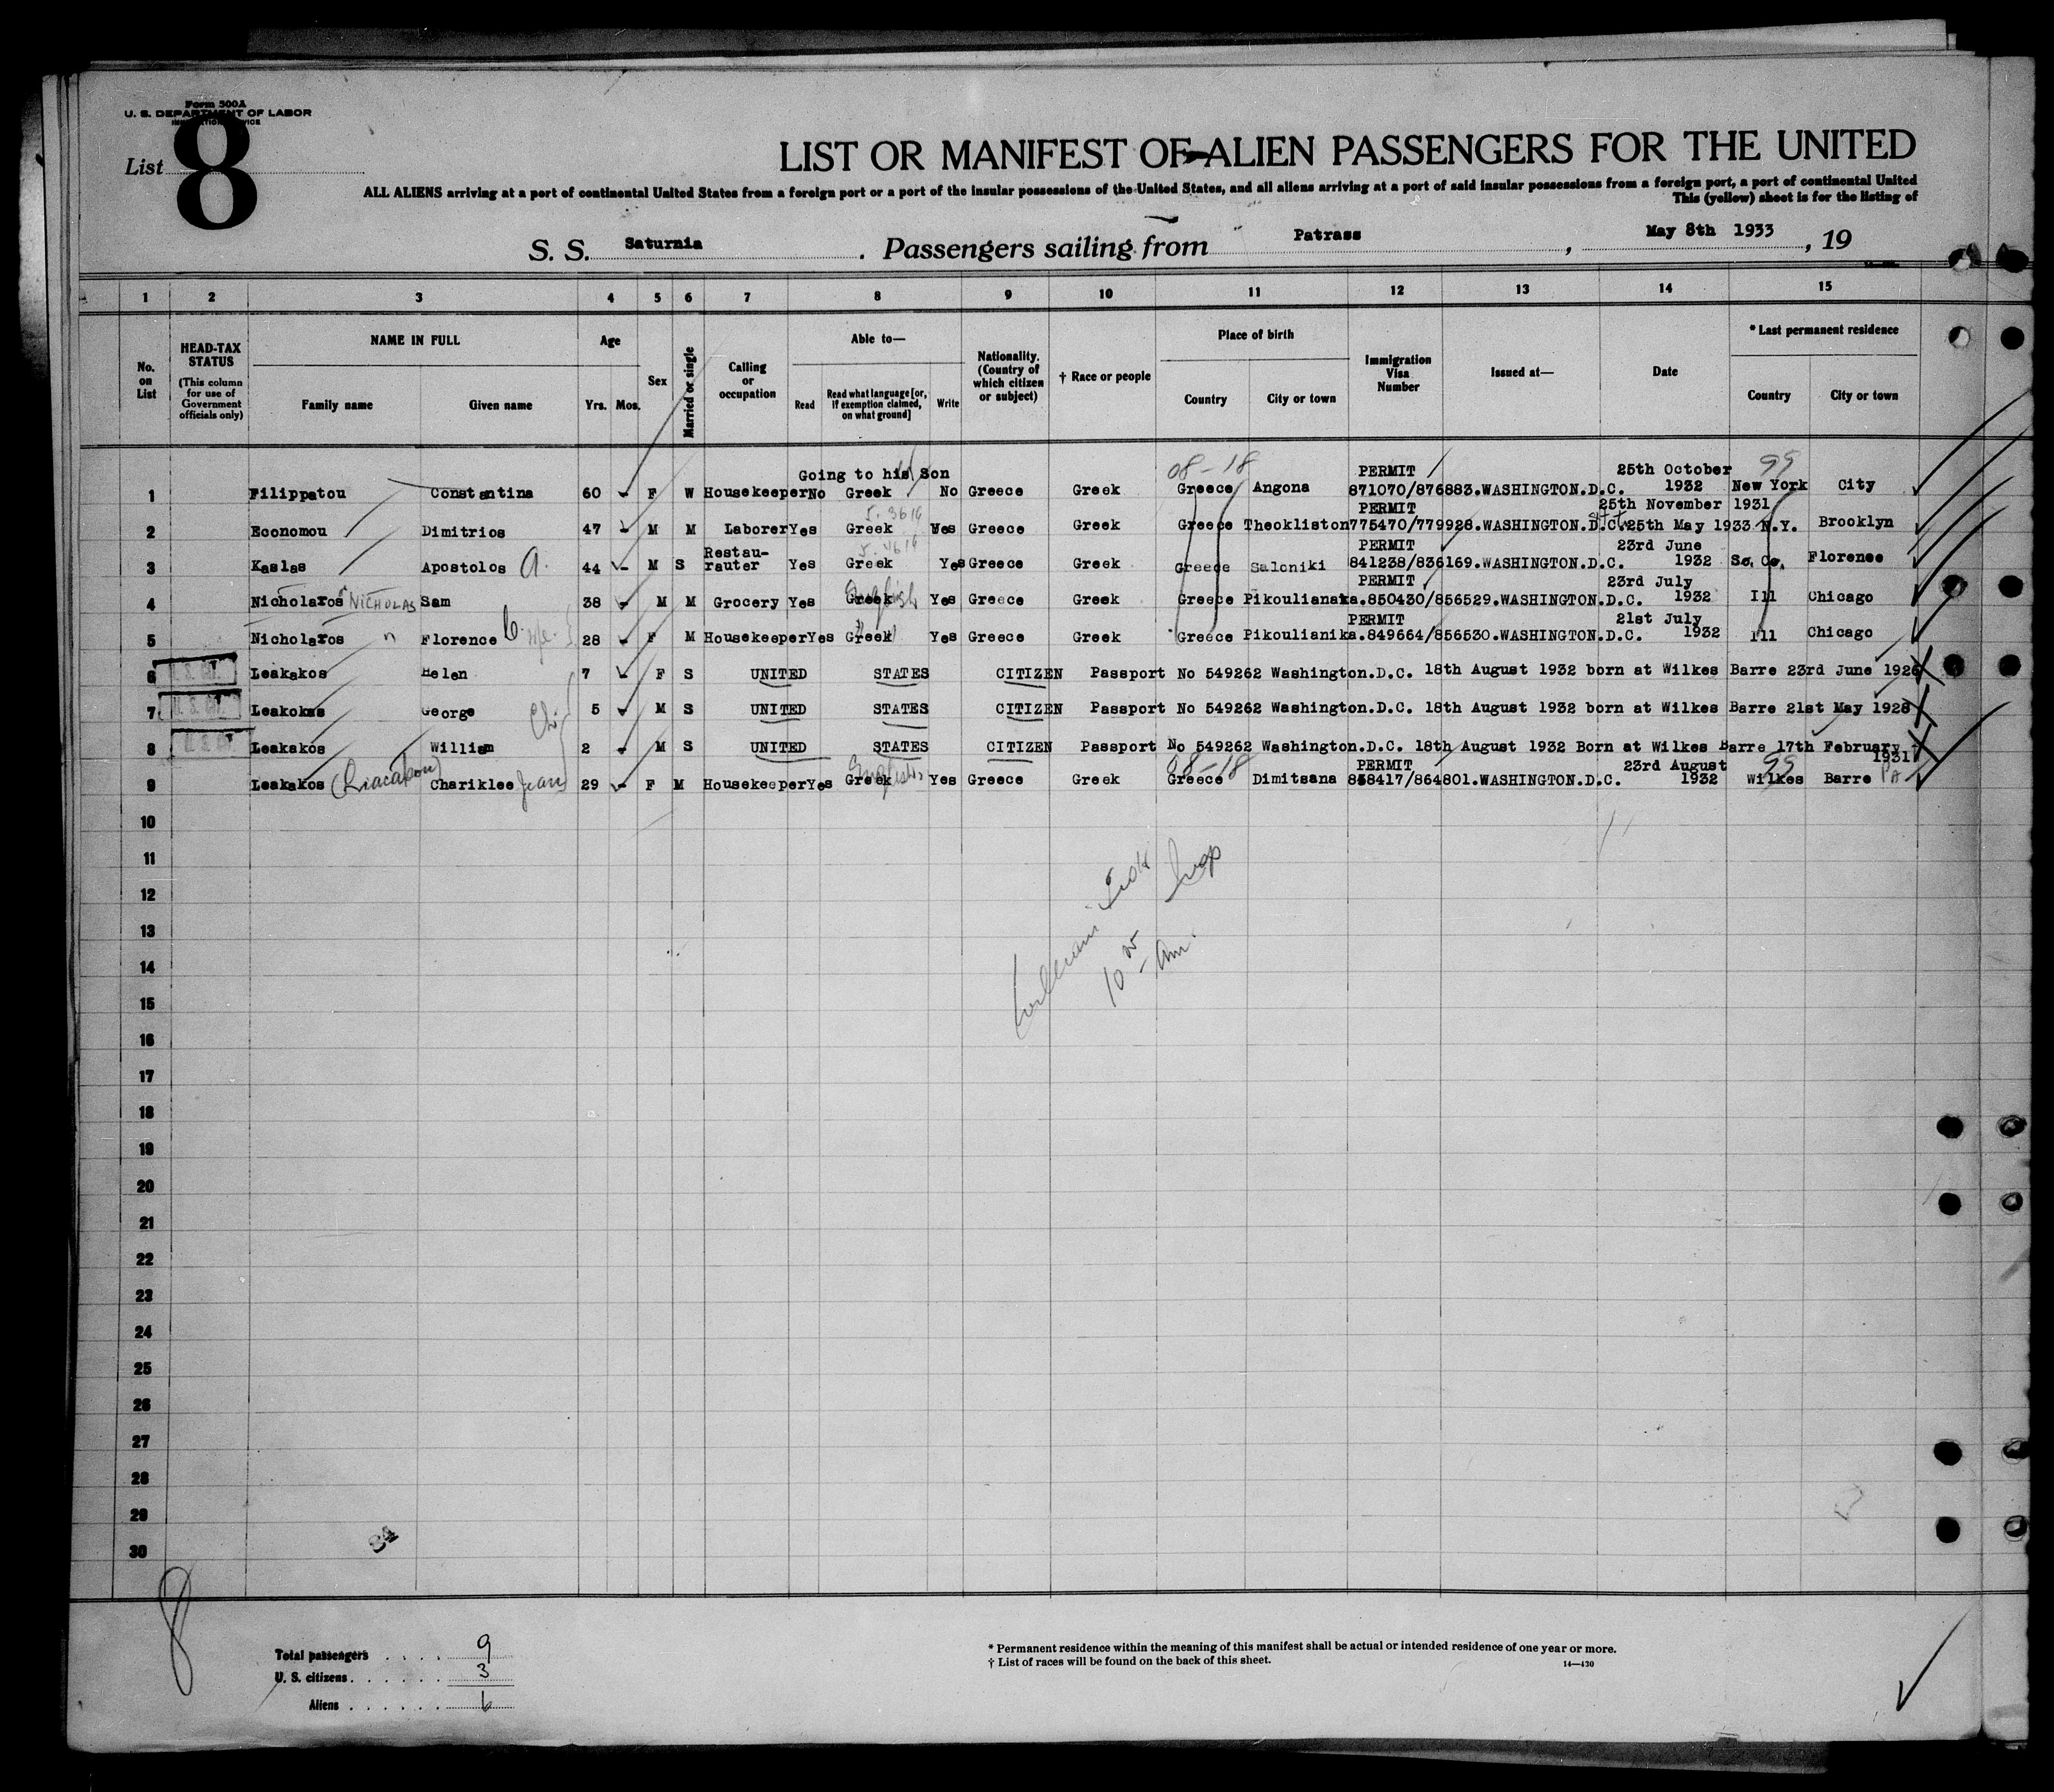 Form 500A
U. S. DEPARTMENT OF LABOR
List 8
LIST OR MANIFEST OF ALIEN PASSENGERS FOR THE UNITED
ALL ALIENS arriving at a port of continental United States from a foreign port or a port of the insular possessions of the United States, and all aliens arriving at a port of said insular possessions from a foreign port, a port of continental United
This (yellow) sheet is for the listing of
S. S. Saturnia. Passengers sailing from Patrass, May 8th 1933, 19
1 2 3 4 5 6 7 8 9 10 11 12 13 14 15
No. on List
HEAD-TAX STATUS (This column for use of Government officials only)
NAME IN FULL
Family name Given name
Age
Yrs. Mos.
Sex
Married or single
Calling or occupation
Able to—
Read Read what language [or, if exemption claimed, on what ground] Write
Nationality. (Country of which citizen or subject)
† Race or people
Place of birth
Country City or town
Immigration Visa Number
Issued at—
Date
* Last permanent residence
Country City or town
Going to his Son 08-18 PERMIT 25th October 99
1 Filippatou Constantina 60 - F W Housekeeper No Greek No Greece Greek Greece Angona 871070/876883.WASHINGTON.D.C. 1932 New York City
PERMIT 25th November 1931
2 Economou Dimitrios 47 - M M Laborer Yes Greek Yes Greece Greek Greece Theokliston 775470/779928.WASHINGTON.D.C. 25th May 1933 N.Y. Brooklyn
Restau- PERMIT 23rd June
3 Kaslas Apostolos A. 44 - M S rauter Yes Greek Yes Greece Greek Greece Saloniki 841238/836169.WASHINGTON.D.C. 1932 So. Co. Florence
PERMIT 23rd July
4 Nicholaros NICHOLAS Sam 38 - M M Grocery Yes Greek English Yes Greece Greek Greece Pikoulianaka.850430/856529.WASHINGTON.D.C. 1932 Ill Chicago
PERMIT 21st July
5 Nicholaros " Florence 28 - F M Housekeeper Yes Greek " Yes Greece Greek Greece Pikoulianika.849664/856530.WASHINGTON.D.C. 1932 Ill Chicago
6 Leakakos Helen 7 - F S UNITED STATES CITIZEN Passport No 549262 Washington.D.C. 18th August 1932 born at Wilkes Barre 23rd June 1926
7 U. S. Leakokas George 5 - M S UNITED STATES CITIZEN Passport No 549262 Washington.D.C. 18th August 1932 born at Wilkes Barre 21st May 1928
8 Leakakos William 2 - M S UNITED STATES CITIZEN Passport No 549262 Washington.D.C. 18th August 1932 Born at Wilkes Barre 17th February 1931
08-18 PERMIT 23rd August 99
9 Leakakos Chariklee Jean 29 - F M Housekeeper Yes Greek English Yes Greece Greek Greece Dimitsana 858417/864801.WASHINGTON.D.C. 1932 Wilkes Barre PA
10
11
12
13
14
15
16
17
18
19
20
21
22
23
24
25
26
27
28
29
30
William
10 am
34
8
Total passengers 9
U. S. citizens 3
Aliens 6
* Permanent residence within the meaning of this manifest shall be actual or intended residence of one year or more.
† List of races will be found on the back of this sheet.
14—430